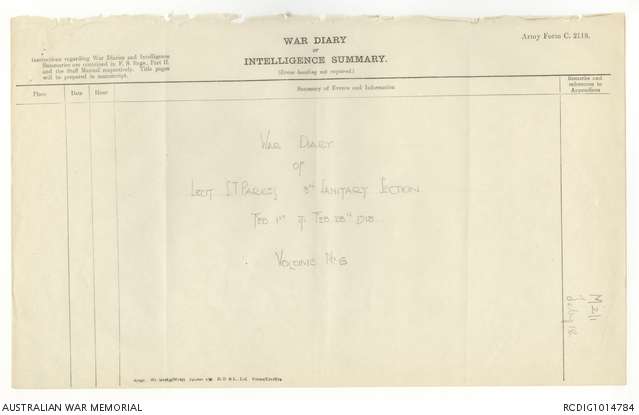 Army Form C. 2118.
WAR DIARY
or
INTELLIGENCE SUMMARY.
(Erase heading not required.)
Instructions regarding War Diaries and Intelligence
Summaries are contained in F. S. Regs., Part II.
and the Staff Manual respectively. Title pages
will be prepared in manuscript.
Place
Date
Hour
Summary of Events and Information
Remarks and
references to
Appendices
WAR DIARY
OF
LIEUT S.T PARKES 3RD SANITARY SECTION
FEB. 1ST TO FEB. 28TH 1918.
VOLUME
AUSTRALIAN WAR MEMORIAL
RCDIG1014784